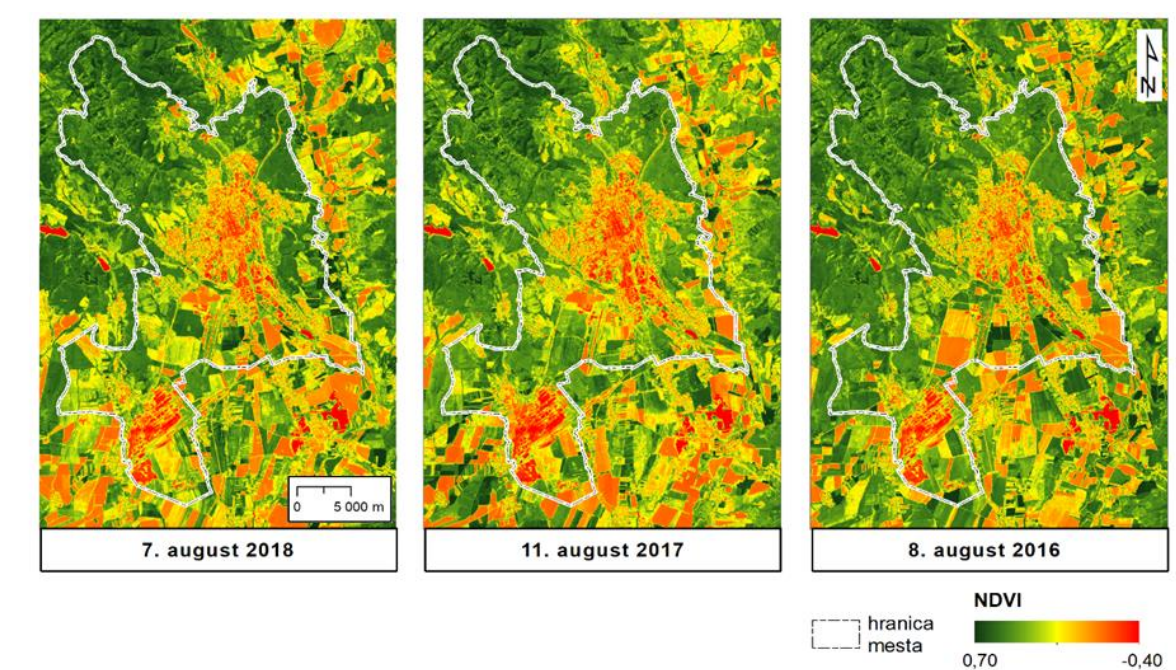 N
0 5 000 m
7. august 2018
11. august 2017
8. august 2016
NDVI
hranica
mesta
0,70 -0,40